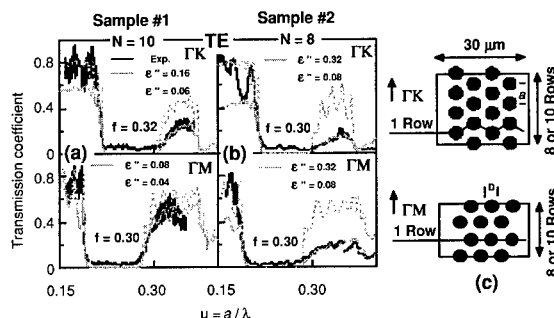 Sample #1 Sample #2
N = 10 TE N = 8
ΓK
Exp.
ε" = 0.16
ε" = 0.06
f = 0.32
(a)
ΓK
ε" = 0.32
ε" = 0.08
f = 0.30
(b)
ΓM
ε" = 0.08
ε" = 0.04
f = 0.30
ΓM
ε" = 0.32
ε" = 0.08
f = 0.30
Transmission coefficient
0.8
0.4
0
0.8
0.4
0
0.15 0.30 0.15 0.30
u = a/λ
30 µm
ΓK
a
1 Row
8 or 10 Rows
ΓM
D
1 Row
8 or 10 Rows
(c)